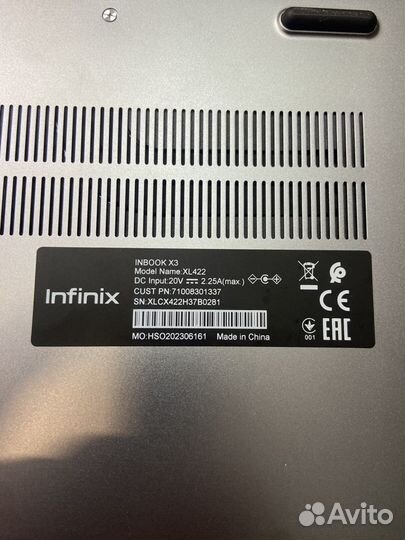 INBOOK X3
Model Name:XL422
DC Input:20V ⎓ 2.25A(max.)
CUST PN:71008301337
SN:XLCX422H37B0281
Infinix
MO:HSO202306161 Made in China
CE
001
EAC
Avito